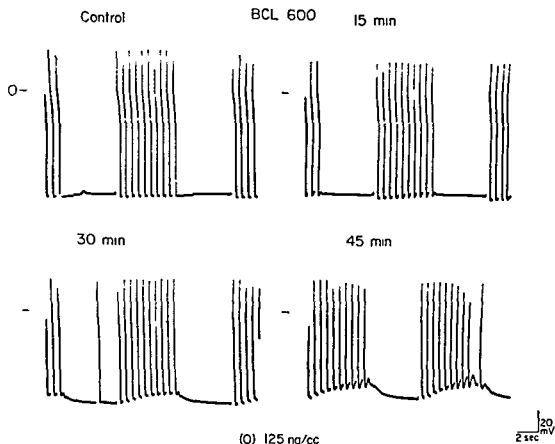 Control
BCL 600
15 min
0-
30 min
45 min
(O) 125 ng/cc
20
mV
2 sec